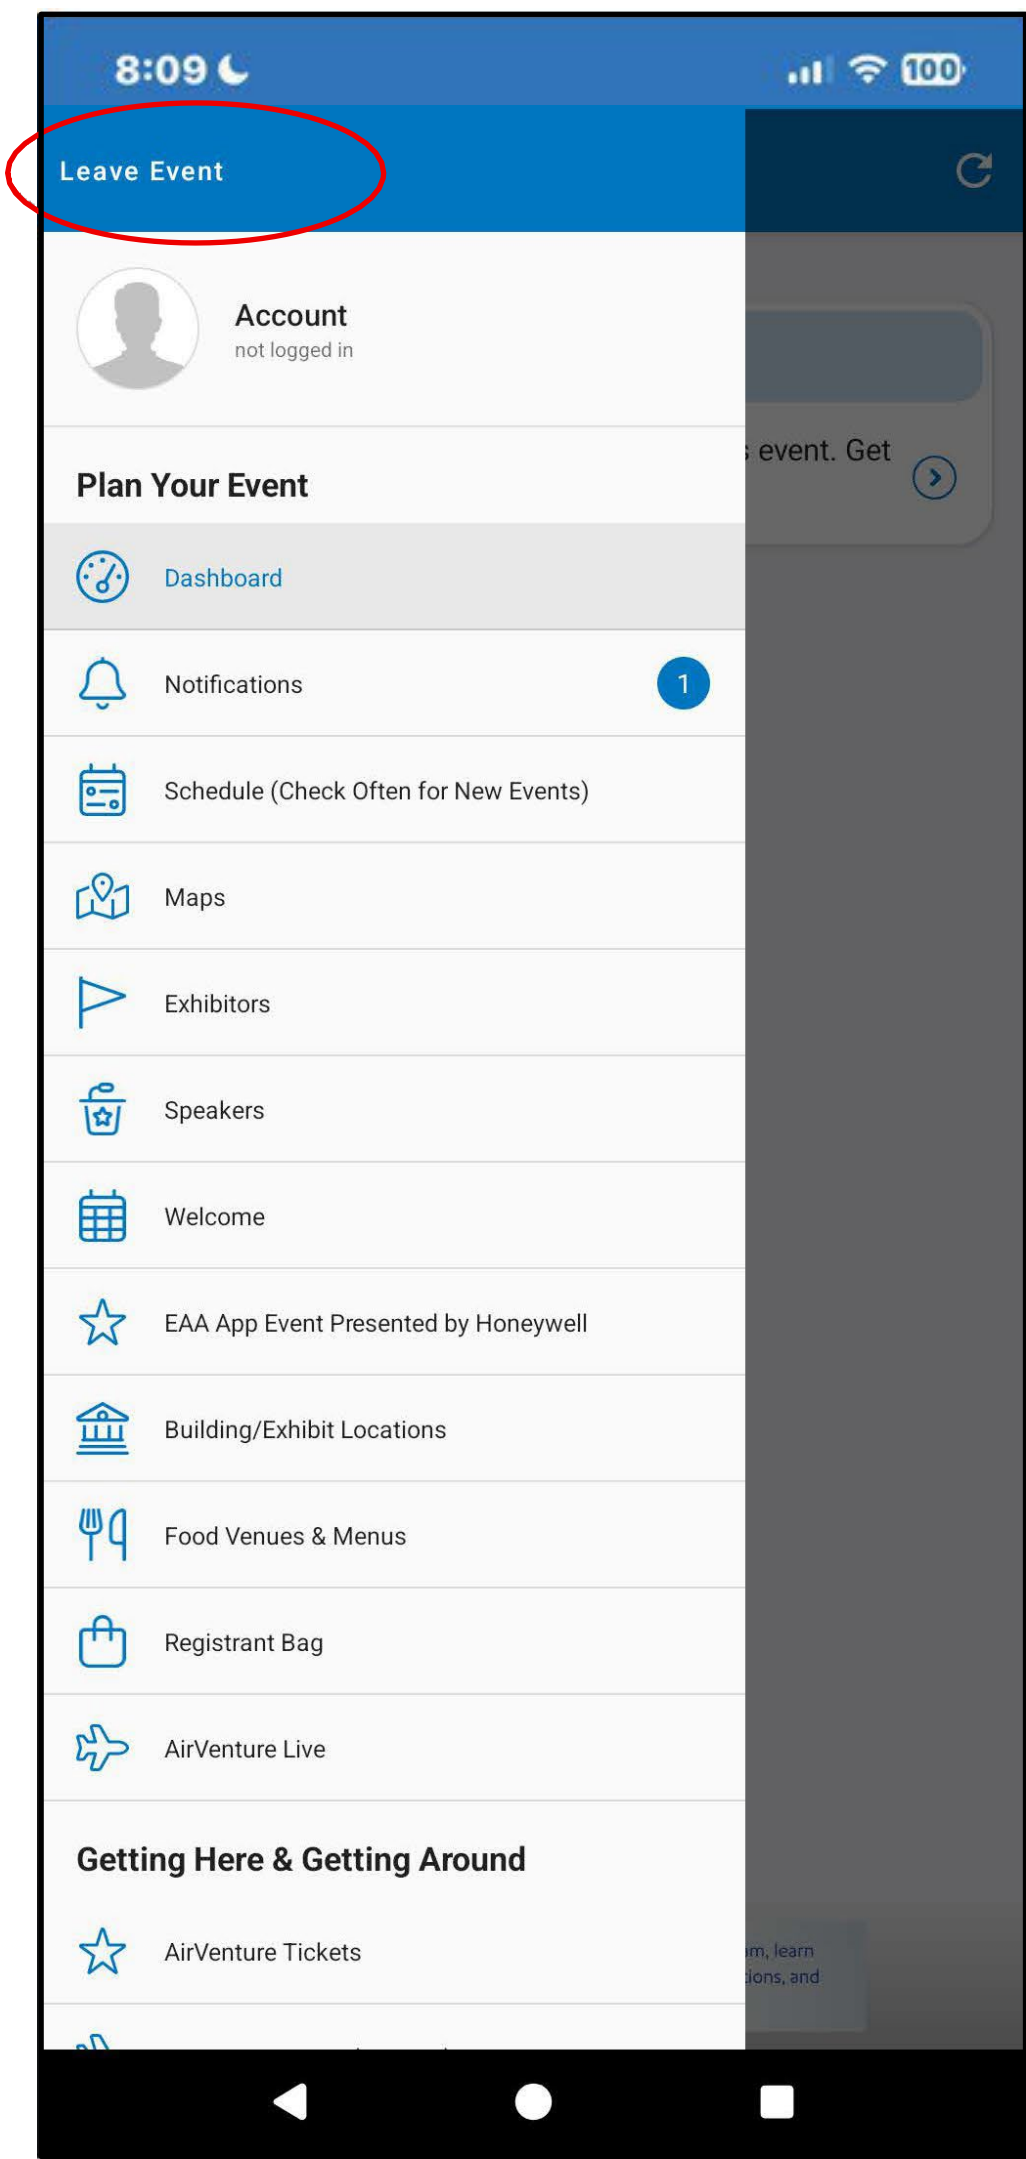 8:09
100
Leave Event
Account
not logged in
event. Get
Plan Your Event
Dashboard
Notifications
1
Schedule (Check Often for New Events)
Maps
Exhibitors
Speakers
Welcome
EAA App Event Presented by Honeywell
Building/Exhibit Locations
Food Venues & Menus
Registrant Bag
AirVenture Live
Getting Here & Getting Around
AirVenture Tickets
learn
and